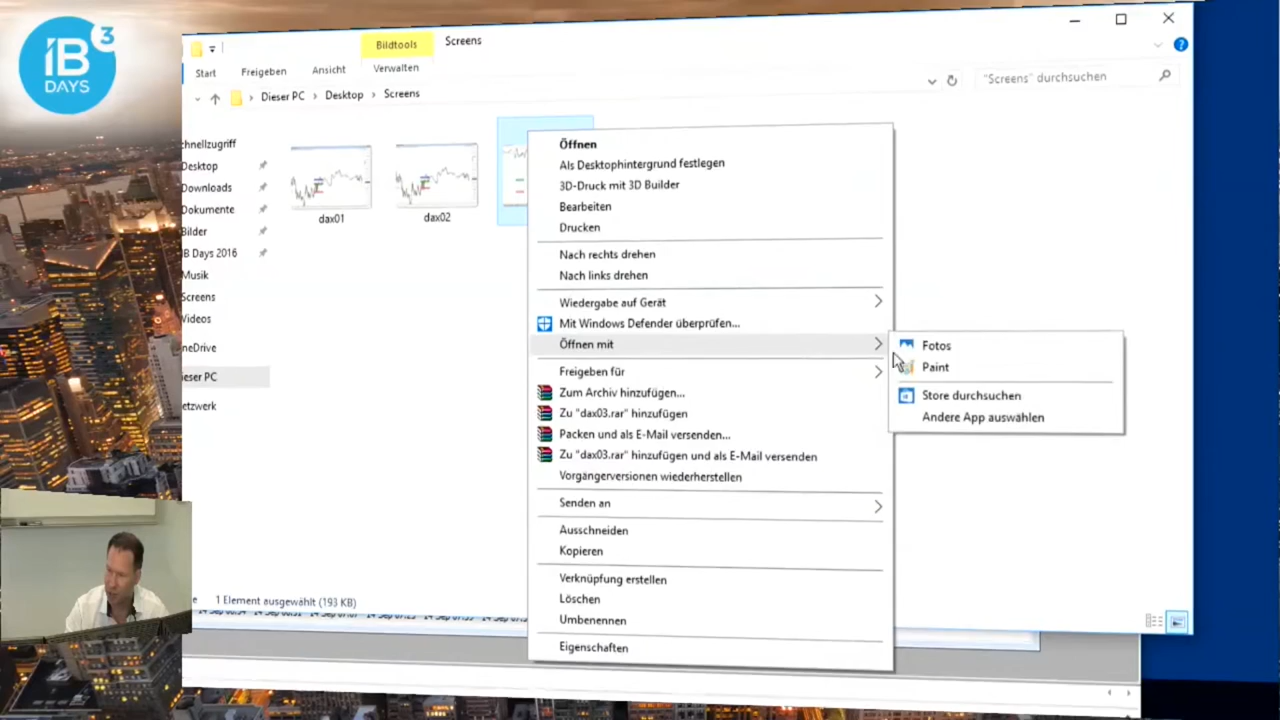 iB 3
DAYS
Bildtools
Screens
Start
Freigeben
Ansicht
Verwalten
Dieser PC > Desktop > Screens
"Screens" durchsuchen
chnellzugriff
Desktop
Downloads
Dokumente
Bilder
IB Days 2016
Musik
Screens
Videos
neDrive
ieser PC
etzwerk
dax01
dax02
Öffnen
Als Desktophintergrund festlegen
3D-Druck mit 3D Builder
Bearbeiten
Drucken
Nach rechts drehen
Nach links drehen
Wiedergabe auf Gerät
Mit Windows Defender überprüfen...
Öffnen mit
Freigeben für
Zum Archiv hinzufügen...
Zu "dax03.rar" hinzufügen
Packen und als E-Mail versenden...
Zu "dax03.rar" hinzufügen und als E-Mail versenden
Vorgängerversionen wiederherstellen
Senden an
Ausschneiden
Kopieren
Verknüpfung erstellen
Löschen
Umbenennen
Eigenschaften
Fotos
Paint
Store durchsuchen
Andere App auswählen
1 Element ausgewählt (193 KB)